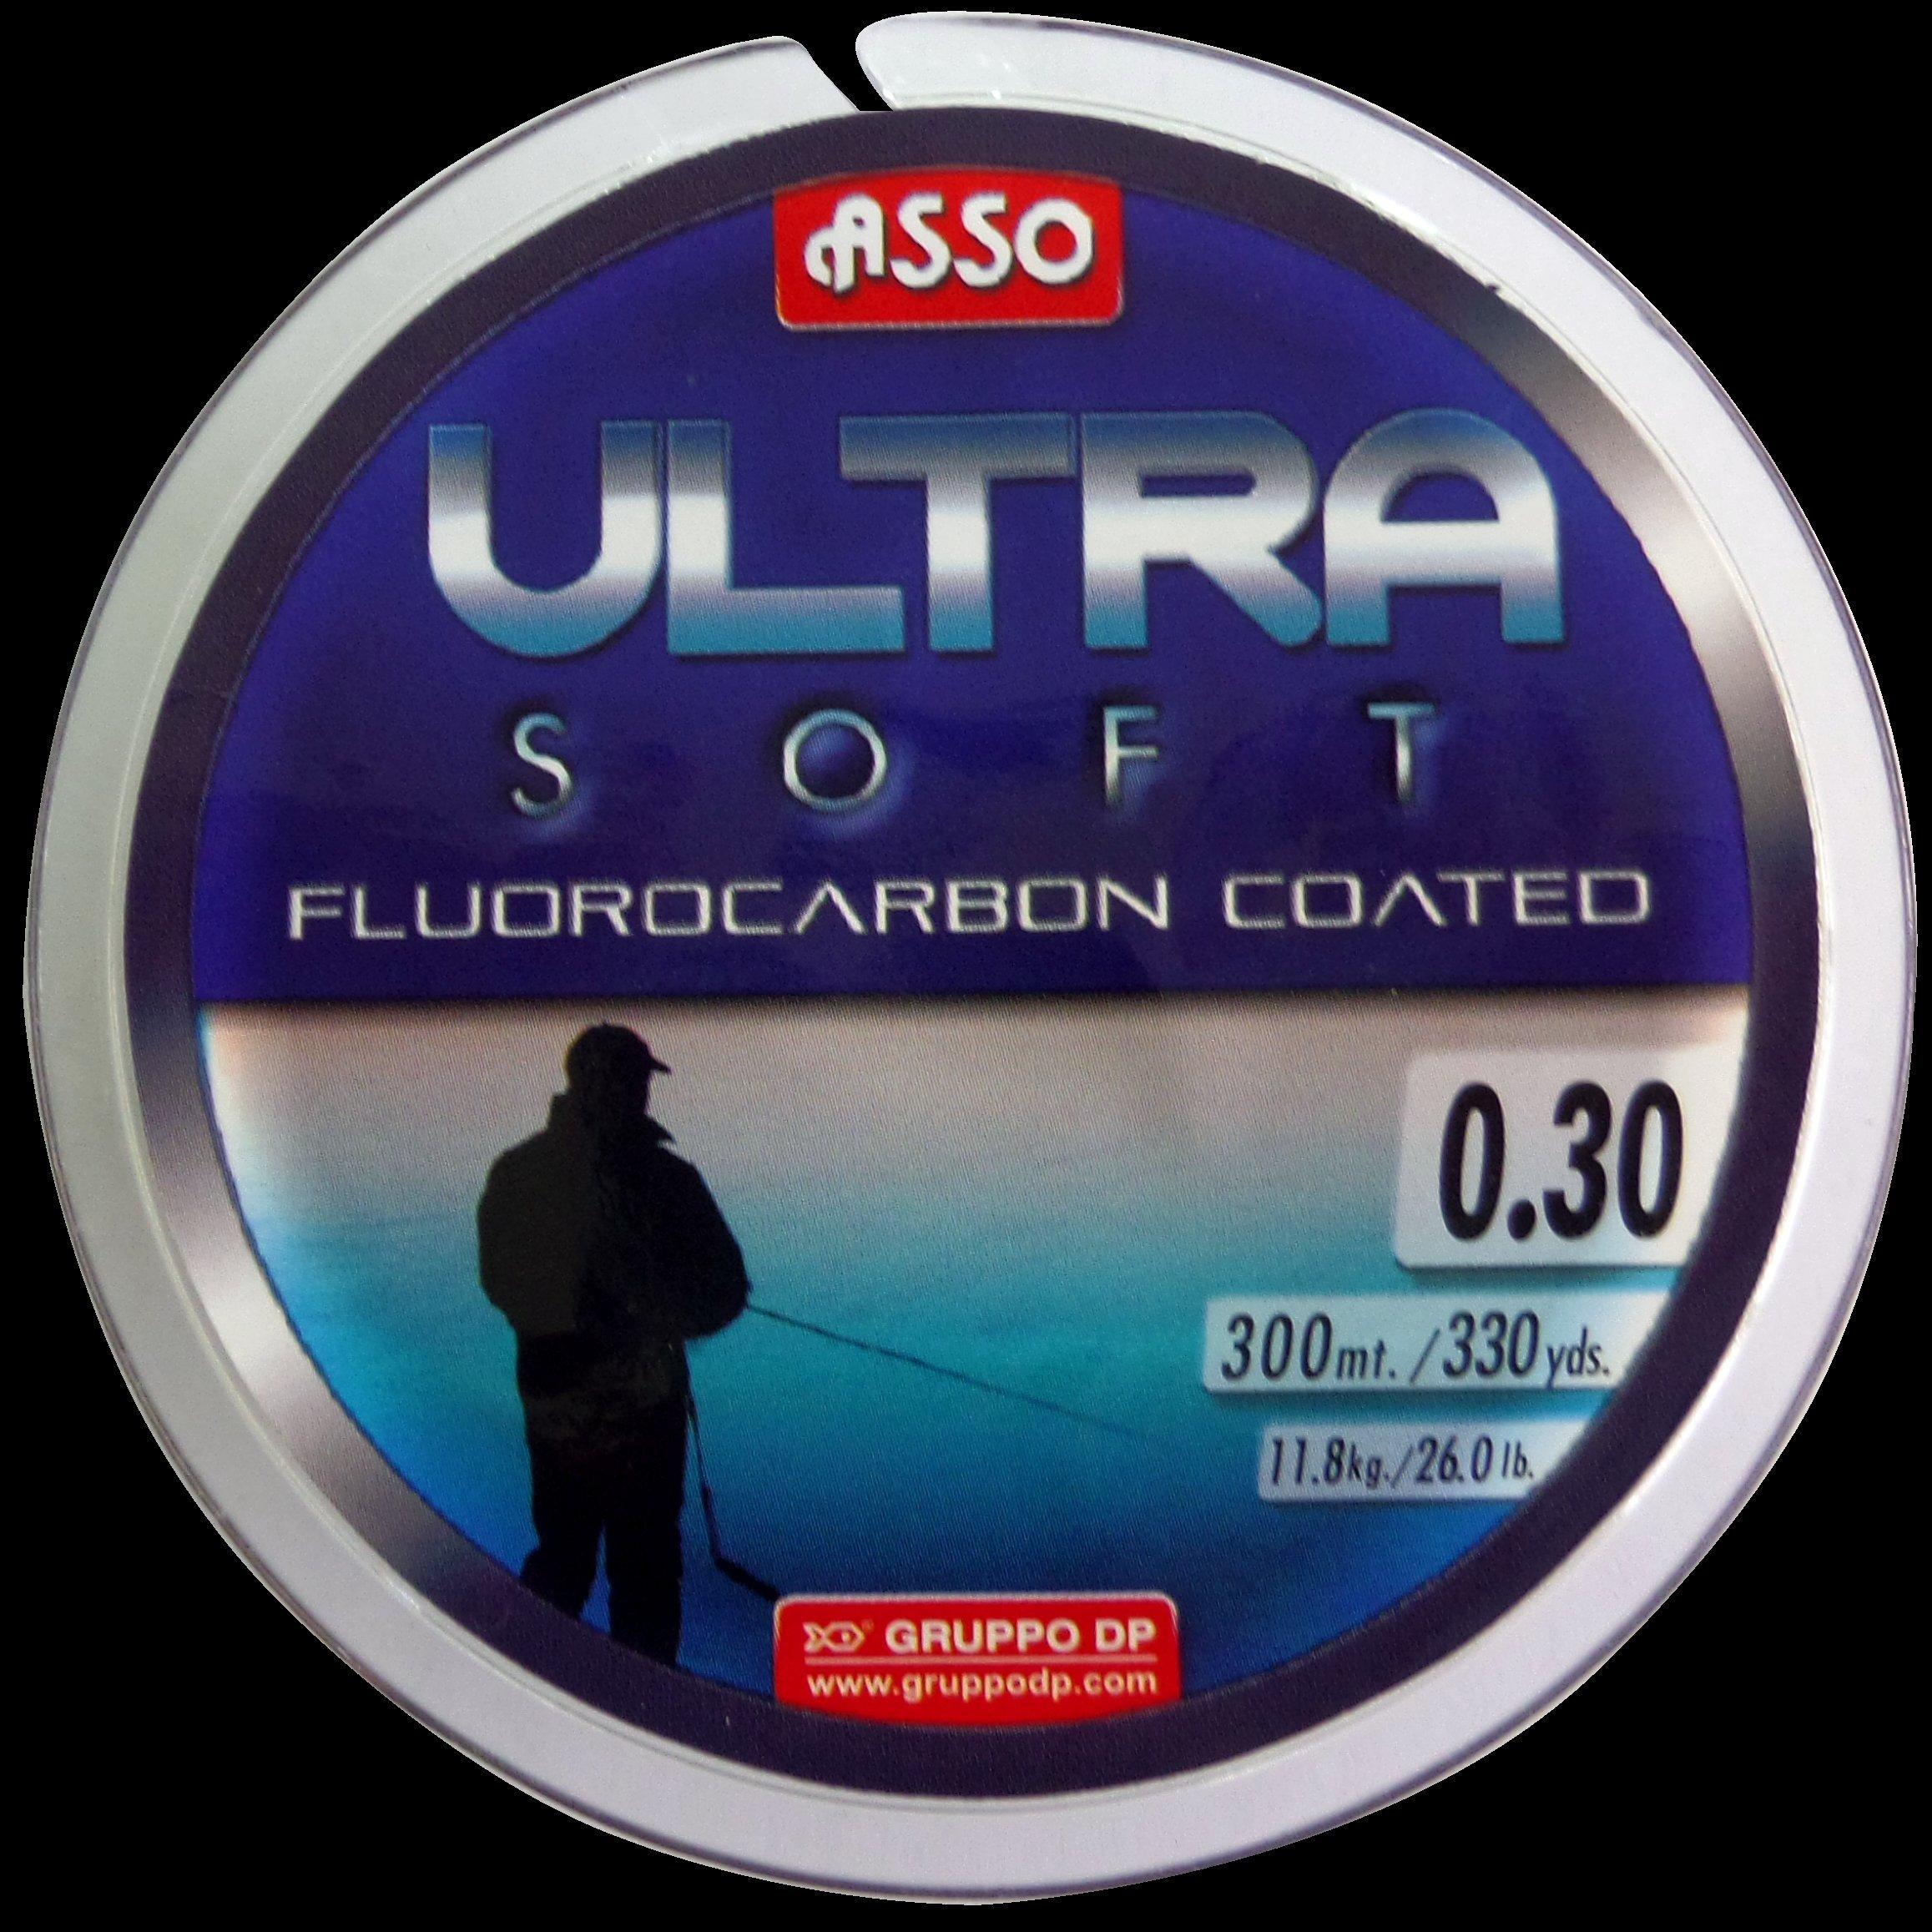 ASSO
ULTRA
SOFT
FLUOROCARBON COATED
0.30
300mt./330yds.
11.8kg./26.0lb.
GRUPPO DP
www.gruppodp.com